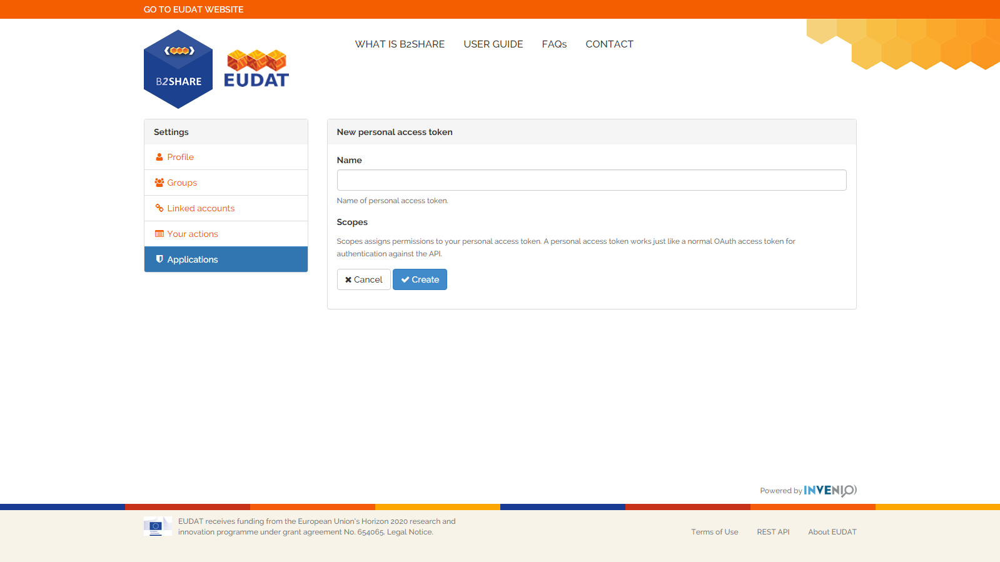 GO TO EUDAT WEBSITE
B2SHARE
EUDAT
WHAT IS B2SHARE
USER GUIDE
FAQs
CONTACT
Settings
Profile
Groups
Linked accounts
Your actions
Applications
New personal access token
Name
Name of personal access token.
Scopes
Scopes assigns permissions to your personal access token. A personal access token works just like a normal OAuth access token for
authentication against the API.
Cancel
Create
Powered by INVENIO
EUDAT receives funding from the European Union's Horizon 2020 research and
innovation programme under grant agreement No. 654065. Legal Notice.
Terms of Use
REST API
About EUDAT